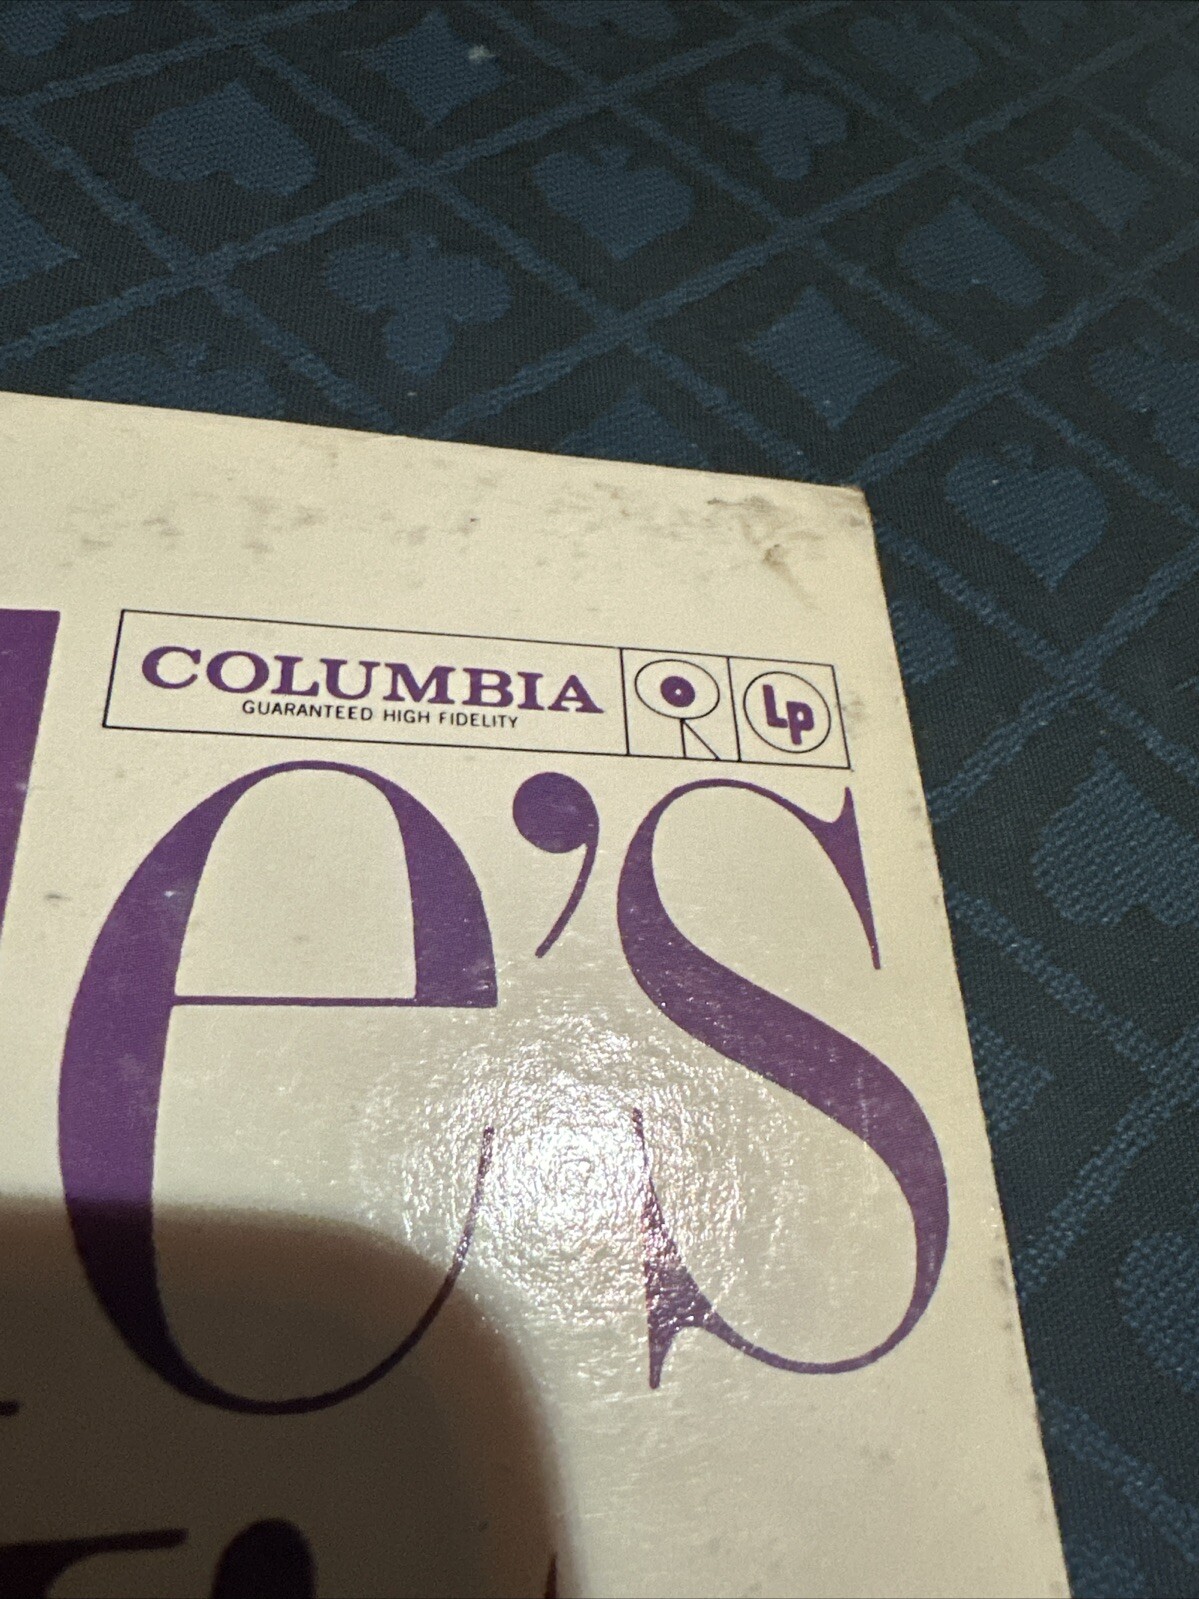 COLUMBIA Lp
GUARANTEED HIGH FIDELITY
e's